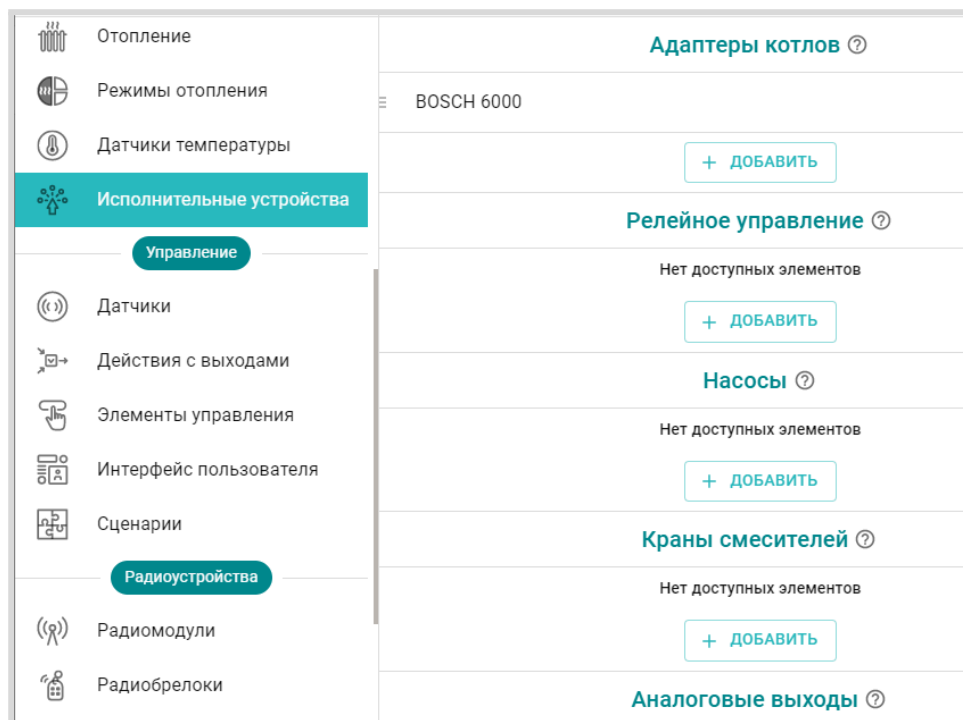 Отопление
Режимы отопления
Датчики температуры
Исполнительные устройства
Управление
Датчики
Действия с выходами
Элементы управления
Интерфейс пользователя
Сценарии
Радиоустройства
Радиомодули
Радиобрелоки
Адаптеры котлов ?
BOSCH 6000
+ ДОБАВИТЬ
Релейное управление ?
Нет доступных элементов
+ ДОБАВИТЬ
Насосы ?
Нет доступных элементов
+ ДОБАВИТЬ
Краны смесителей ?
Нет доступных элементов
+ ДОБАВИТЬ
Аналоговые выходы ?